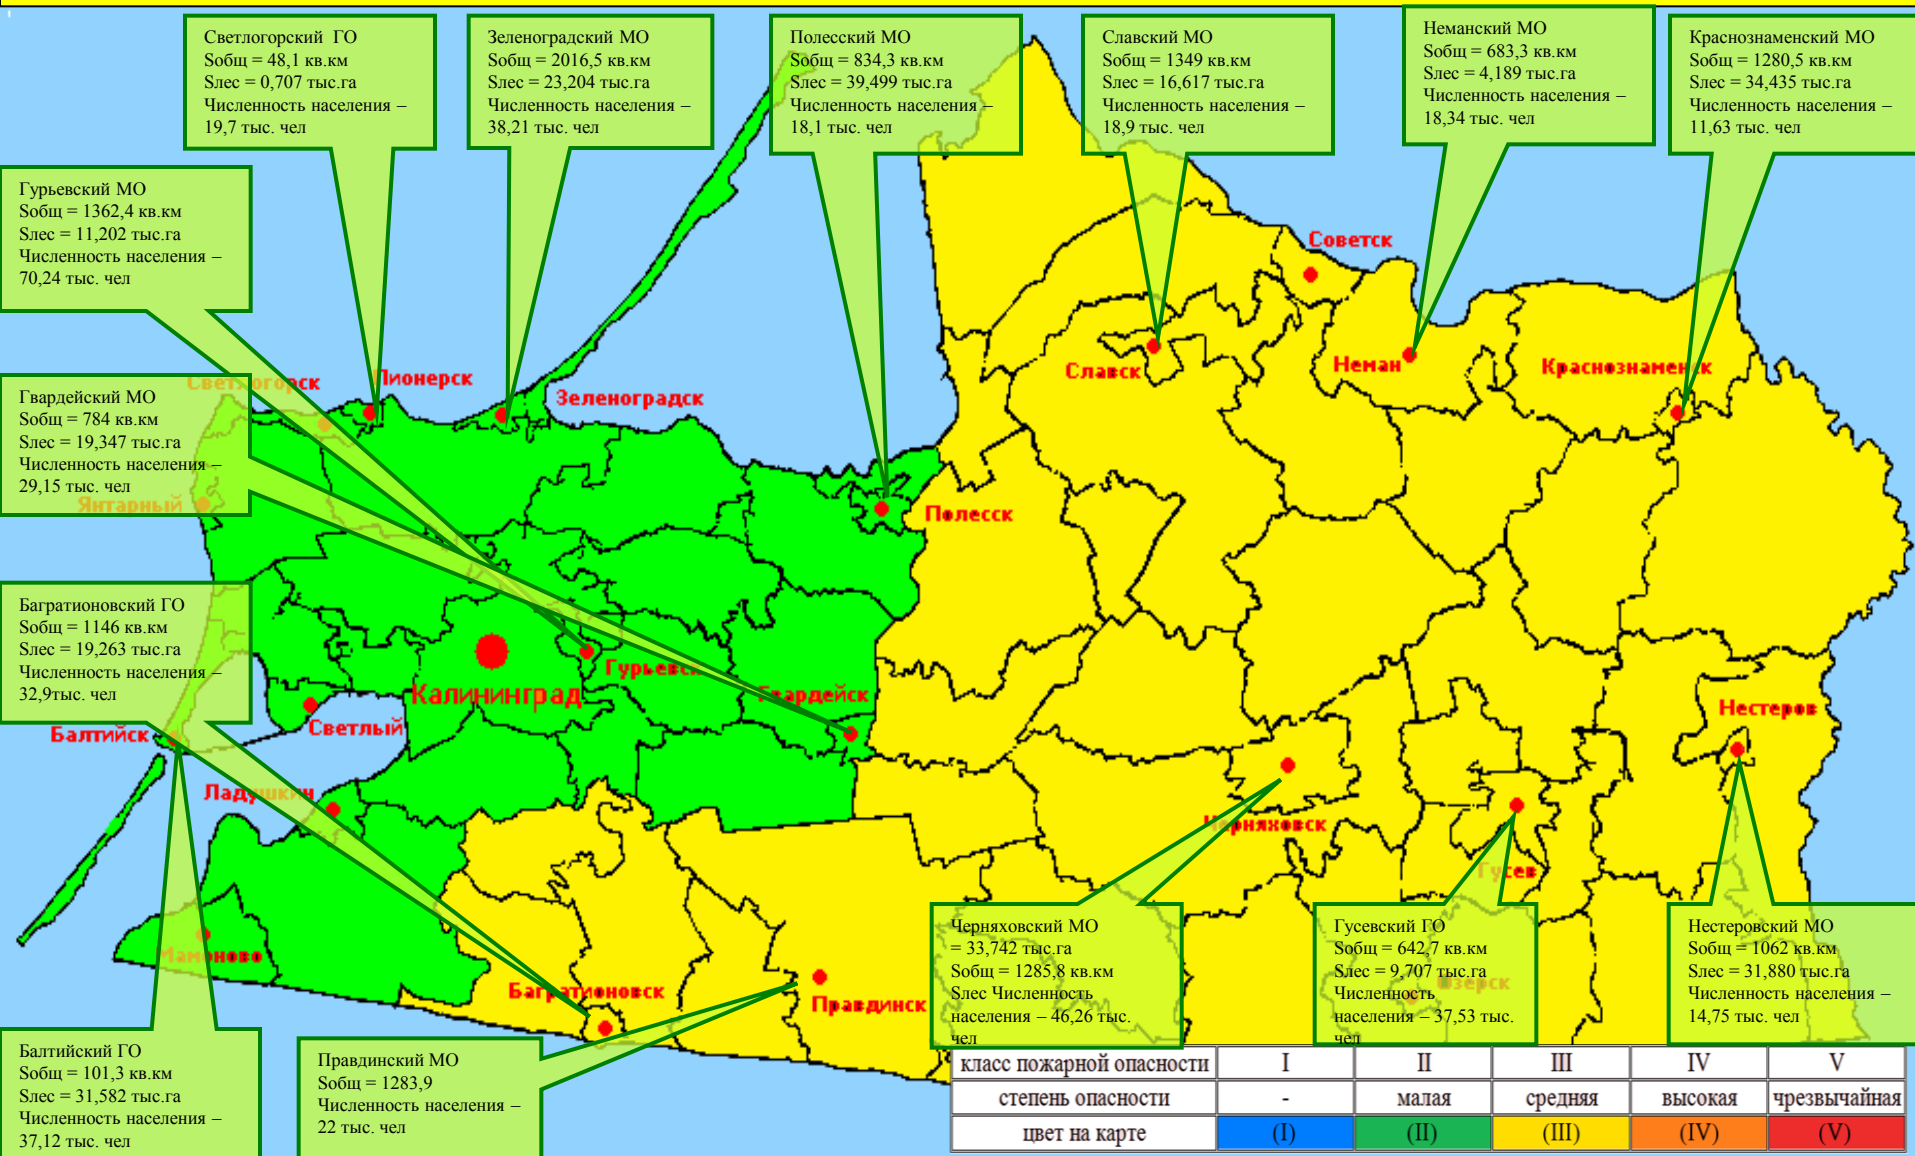 Светлогорский ГО
Sобщ = 48,1 кв.км
Sлес = 0,707 тыс.га
Численность населения –
19,7 тыс. чел
Зеленоградский МО
Sобщ = 2016,5 кв.км
Sлес = 23,204 тыс.га
Численность населения –
38,21 тыс. чел
Полесский МО
Sобщ = 834,3 кв.км
Sлес = 39,499 тыс.га
Численность населения –
18,1 тыс. чел
Славский МО
Sобщ = 1349 кв.км
Sлес = 16,617 тыс.га
Численность населения –
18,9 тыс. чел
Неманский МО
Sобщ = 683,3 кв.км
Sлес = 4,189 тыс.га
Численность населения –
18,34 тыс. чел
Краснознаменский МО
Sобщ = 1280,5 кв.км
Sлес = 34,435 тыс.га
Численность населения –
11,63 тыс. чел
Гурьевский МО
Sобщ = 1362,4 кв.км
Sлес = 11,202 тыс.га
Численность населения –
70,24 тыс. чел
Советск
Славск
Неман
Краснознаменск
Светлогорск
Пионерск
Зеленоградск
Гвардейский МО
Sобщ = 784 кв.км
Sлес = 19,347 тыс.га
Численность населения –
29,15 тыс. чел
Янтарный
Полесск
Багратионовский ГО
Sобщ = 1146 кв.км
Sлес = 19,263 тыс.га
Численность населения –
32,9тыс. чел
Гурьевск
Калининград
Гвардейск
Светлый
Балтийск
Нестеров
Ладушкин
Черняховск
Гусев
Мамоново
Багратионовск
Правдинск
Озерск
Черняховский МО
= 33,742 тыс.га
Sобщ = 1285,8 кв.км
Sлес Численность
населения – 46,26 тыс.
чел
Гусевский ГО
Sобщ = 642,7 кв.км
Sлес = 9,707 тыс.га
Численность
населения – 37,53 тыс.
чел
Нестеровский МО
Sобщ = 1062 кв.км
Sлес = 31,880 тыс.га
Численность населения –
14,75 тыс. чел
Балтийский ГО
Sобщ = 101,3 кв.км
Sлес = 31,582 тыс.га
Численность населения –
37,12 тыс. чел
Правдинский МО
Sобщ = 1283,9
Численность населения –
22 тыс. чел
класс пожарной опасности I II III IV V
степень опасности - малая средняя высокая чрезвычайная
цвет на карте (I) (II) (III) (IV) (V)